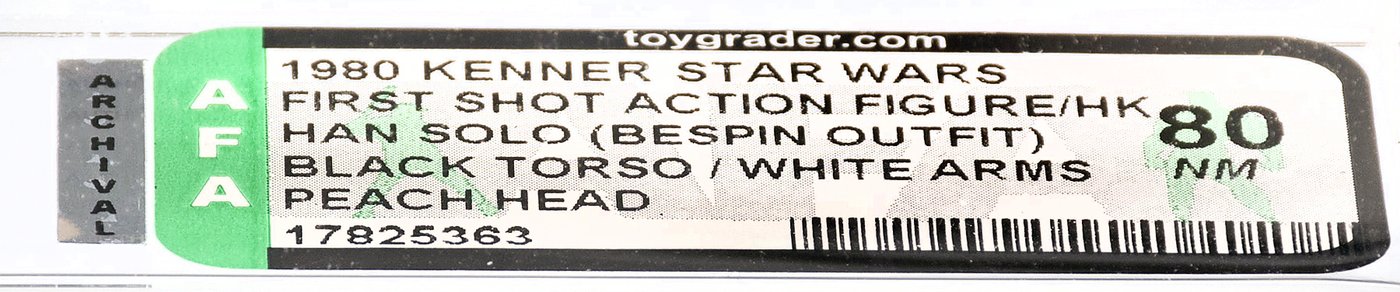 toygrader.com
ARCHIVAL
AFA
1980 KENNER STAR WARS
FIRST SHOT ACTION FIGURE/HK
HAN SOLO (BESPIN OUTFIT)
BLACK TORSO / WHITE ARMS
PEACH HEAD
17825363
80
NM